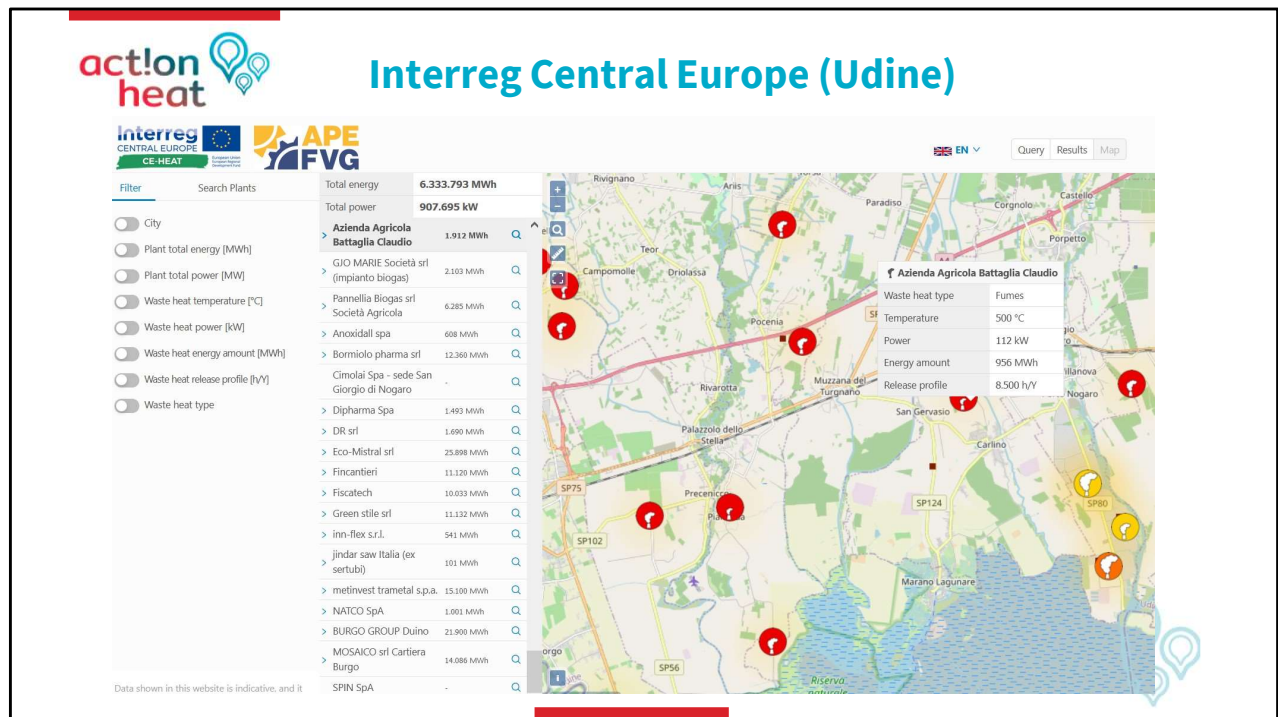 act!on
heat
Interreg Central Europe (Udine)
Interreg
CENTRAL EUROPE
CE-HEAT
European Union
European Regional
Development Fund
APE
FVG
EN
Query Results Map
Filter Search Plants
City
Plant total energy [MWh]
Plant total power [MW]
Waste heat temperature [°C]
Waste heat power [kW]
Waste heat energy amount [MWh]
Waste heat release profile [h/Y]
Waste heat type
Data shown in this website is indicative, and it
Total energy 6.333.793 MWh
Total power 907.695 kW
Azienda Agricola
Battaglia Claudio 1.912 MWh
GJO MARIE Società srl
(impianto biogas) 2.103 MWh
Pannellia Biogas srl
Società Agricola 6.285 MWh
Anoxidall spa 608 MWh
Bormiolo pharma srl 12.360 MWh
Cimolai Spa - sede San
Giorgio di Nogaro -
Dipharma Spa 1.493 MWh
DR srl 1.690 MWh
Eco-Mistral srl 25.898 MWh
Fincantieri 11.120 MWh
Fiscatech 10.033 MWh
Green stile srl 11.132 MWh
inn-flex s.r.l. 541 MWh
jindar saw Italia (ex
sertubi) 101 MWh
metinvest trametal s.p.a. 15.100 MWh
NATCO SpA 1.001 MWh
BURGO GROUP Duino 21.900 MWh
MOSAICO srl Cartiera
Burgo 14.086 MWh
SPIN SpA -
Rivignano
Ariis
Paradiso
Corgnolo
Castello
Porpetto
Teor
Campomolle
Driolassa
Azienda Agricola Battaglia Claudio
Waste heat type Fumes
Temperature 500 °C
Power 112 kW
Energy amount 956 MWh
Release profile 8.500 h/Y
Pocenia
Rivarotta
Muzzana del
Turgnano
Nogaro
San Gervasio
Palazzolo dello
Stella
Carlino
SP75
SP124
SP80
SP102
Marano Lagunare
SP56
Riserva
naturale